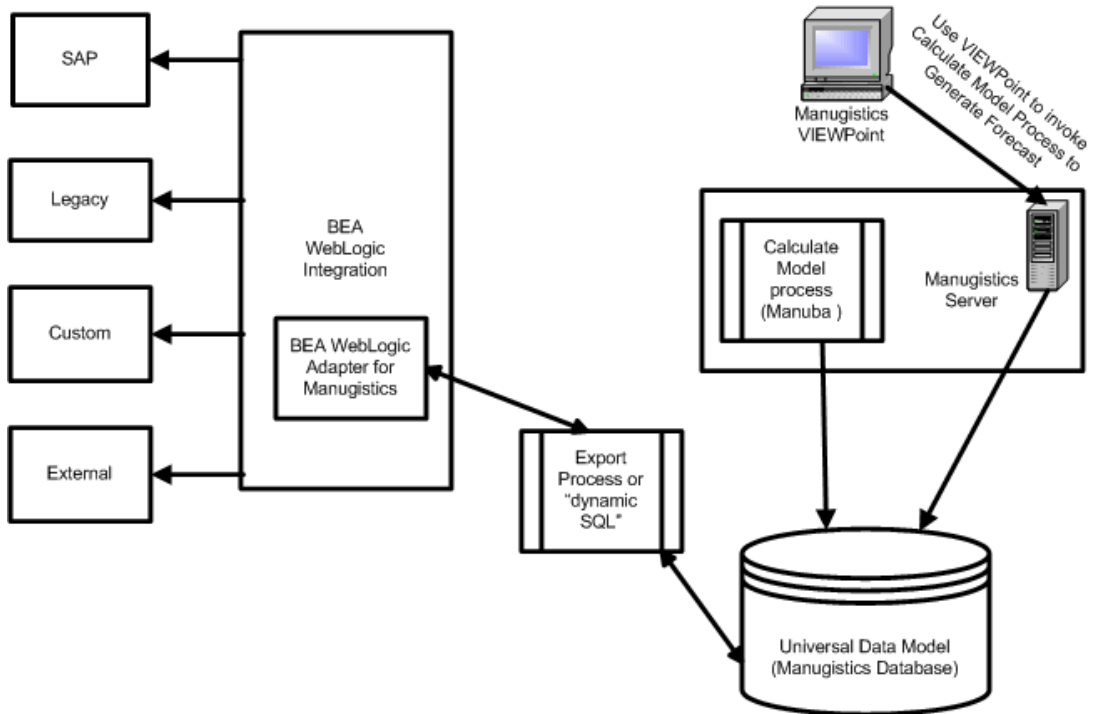 SAP
Legacy
Custom
External
BEA
WebLogic
Integration
BEA WebLogic
Adapter for
Manugistics
Export
Process or
“dynamic
SQL”
Manugistics
VIEWPoint
Use VIEWPoint to invoke
Calculate Model Process to
Generate Forecast
Calculate
Model
process
(Manuba )
Manugistics
Server
Universal Data Model
(Manugistics Database)